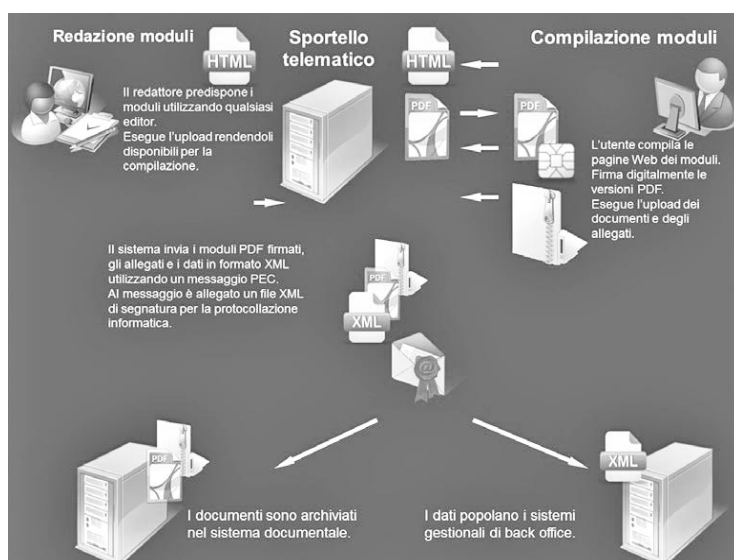 Redazione moduli
HTML
Il redattore predispone i
moduli utilizzando qualsiasi
editor.
Esegue l'upload rendendoli
disponibili per la
compilazione.
Sportello
telematico
HTML
PDF
PDF
Compilazione moduli
L'utente compila le
pagine Web dei moduli.
Firma digitalmente le
versioni PDF.
Esegue l'upload dei
documenti e degli
allegati.
Il sistema invia i moduli PDF firmati,
gli allegati e i dati in formato XML
utilizzando un messaggio PEC.
Al messaggio è allegato un file XML
di segnatura per la protocollazione
informatica.
PDF
XML
@
PDF
I documenti sono archiviati
nel sistema documentale.
XML
I dati popolano i sistemi
gestionali di back office.